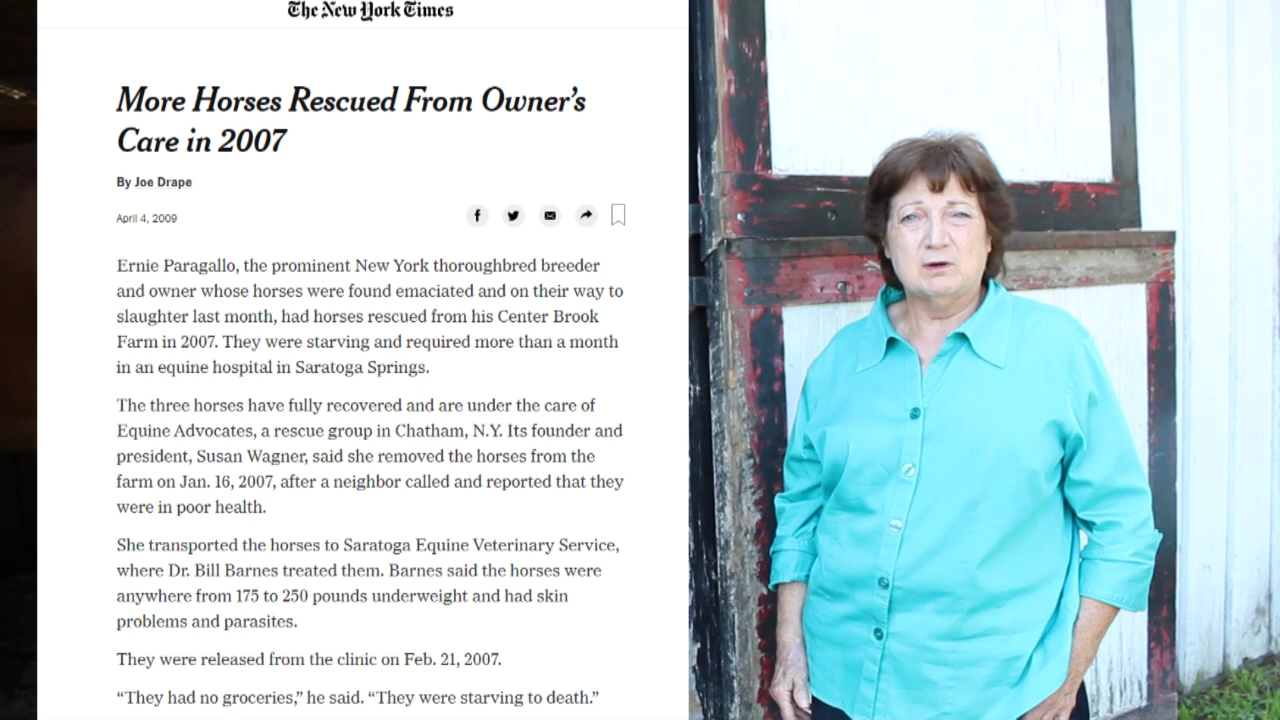 The New York Times
More Horses Rescued From Owner's
Care in 2007
By Joe Drape
April 4, 2009
Ernie Paragallo, the prominent New York thoroughbred breeder
and owner whose horses were found emaciated and on their way to
slaughter last month, had horses rescued from his Center Brook
Farm in 2007. They were starving and required more than a month
in an equine hospital in Saratoga Springs.
The three horses have fully recovered and are under the care of
Equine Advocates, a rescue group in Chatham, N.Y. Its founder and
president, Susan Wagner, said she removed the horses from the
farm on Jan. 16, 2007, after a neighbor called and reported that they
were in poor health.
She transported the horses to Saratoga Equine Veterinary Service,
where Dr. Bill Barnes treated them. Barnes said the horses were
anywhere from 175 to 250 pounds underweight and had skin
problems and parasites.
They were released from the clinic on Feb. 21, 2007.
“They had no groceries,” he said. “They were starving to death.”